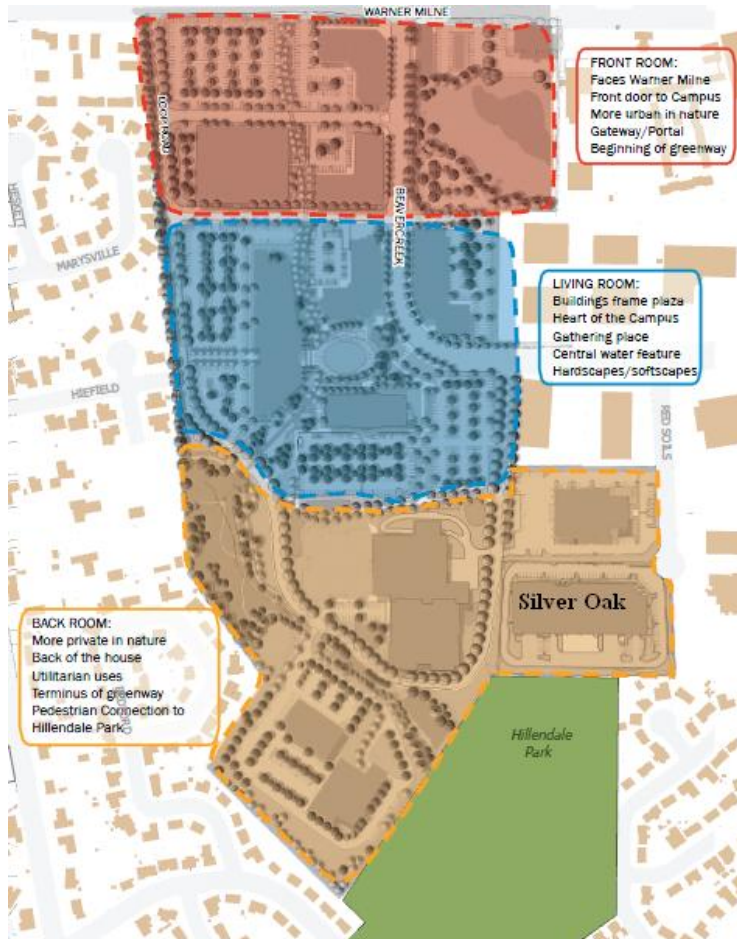 WARNER MILNE
FRONT ROOM:
Faces Warner Milne
Front door to Campus
More urban in nature
Gateway/Portal
Beginning of greenway
LOOP ROAD
BEAVERCREEK
HESKETT
MARYSVILLE
LIVING ROOM:
Buildings frame plaza
Heart of the Campus
Gathering place
Central water feature
Hardscapes/softscapes
HIEFIELD
RED SOILS
Silver Oak
BACK ROOM:
More private in nature
Back of the house
Utilitarian uses
Terminus of greenway
Pedestrian Connection to
Hillendale Park
Hillendale
Park